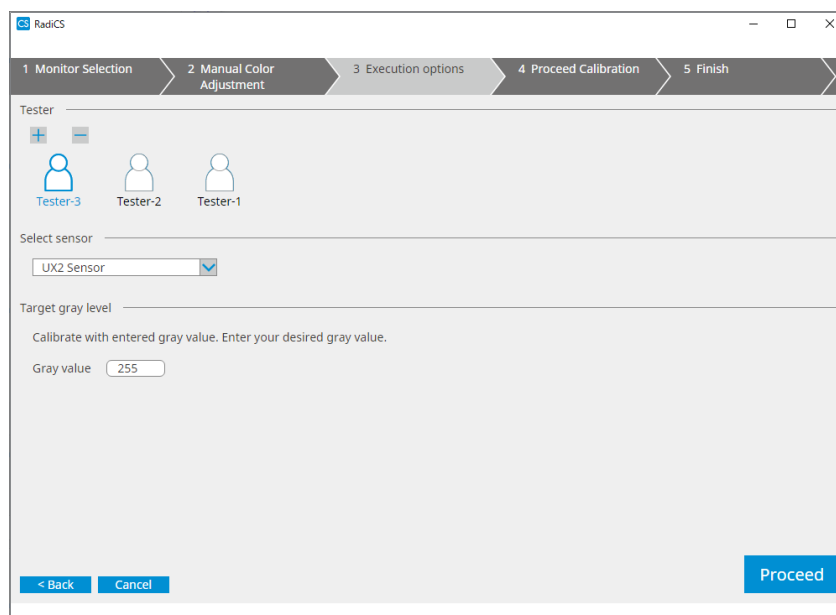 CS RadiCS
1 Monitor Selection
2 Manual Color
Adjustment
3 Execution options
4 Proceed Calibration
5 Finish
Tester
Tester-3 Tester-2 Tester-1
Select sensor
UX2 Sensor
Target gray level
Calibrate with entered gray value. Enter your desired gray value.
Gray value 255
< Back Cancel
Proceed